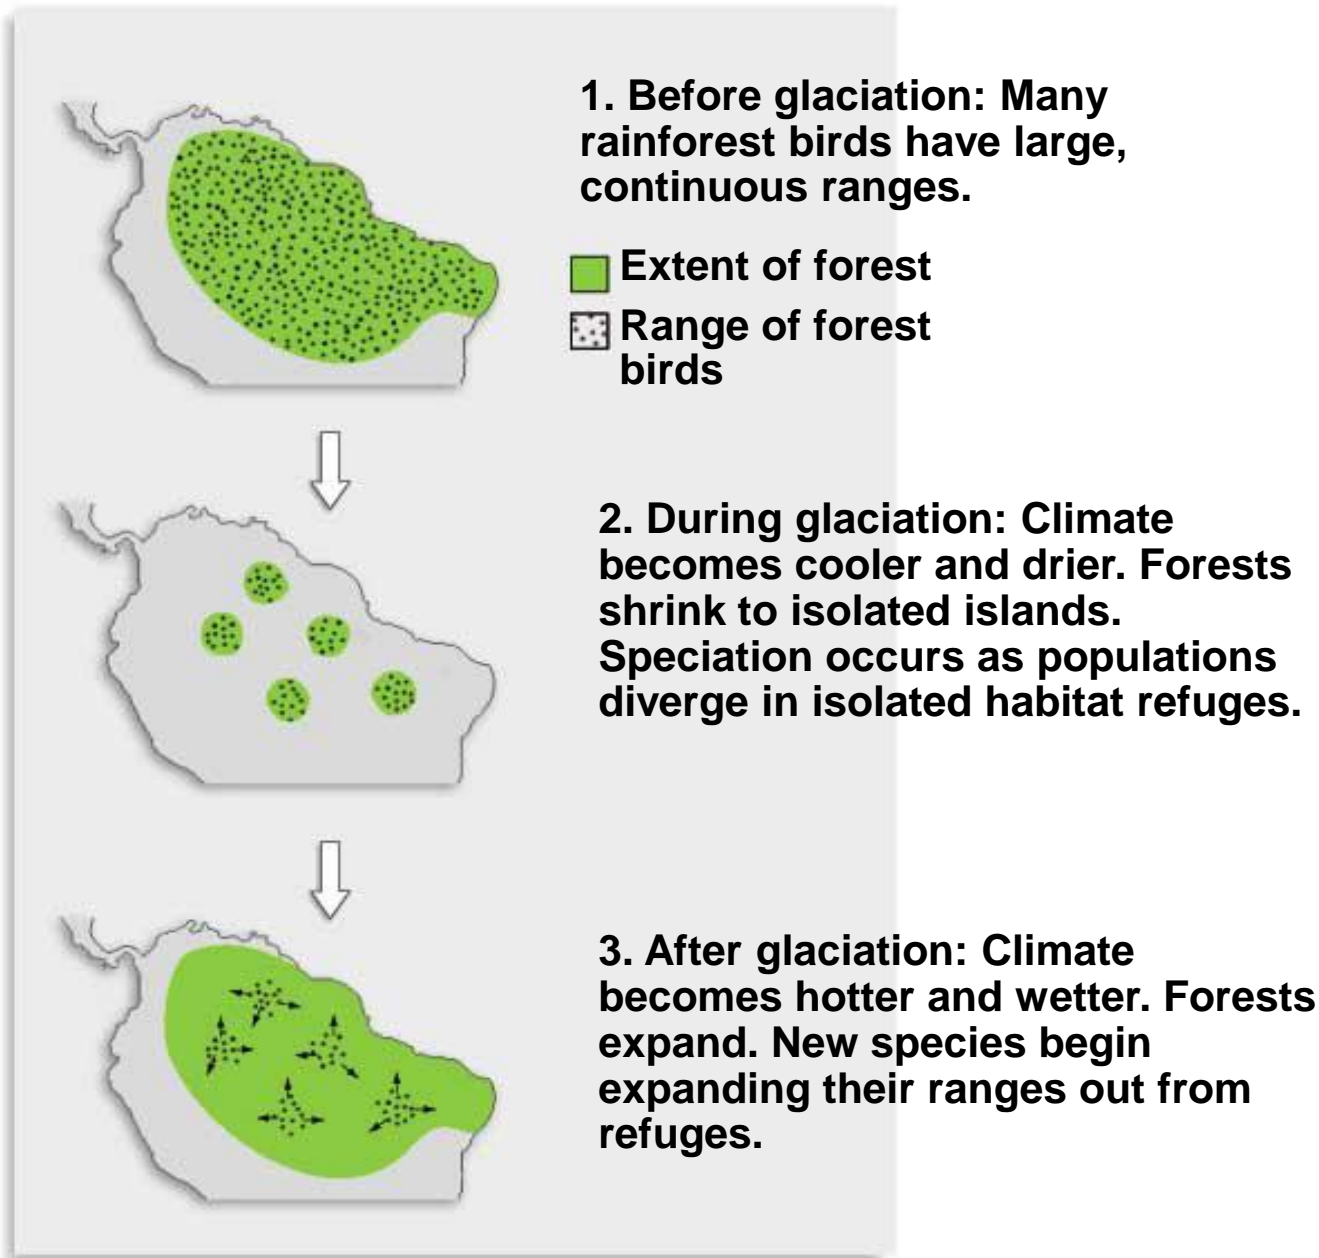 1. Before glaciation: Many
rainforest birds have large,
continuous ranges.
Extent of forest
Range of forest
birds
2. During glaciation: Climate
becomes cooler and drier. Forests
shrink to isolated islands.
Speciation occurs as populations
diverge in isolated habitat refuges.
3. After glaciation: Climate
becomes hotter and wetter. Forests
expand. New species begin
expanding their ranges out from
refuges.